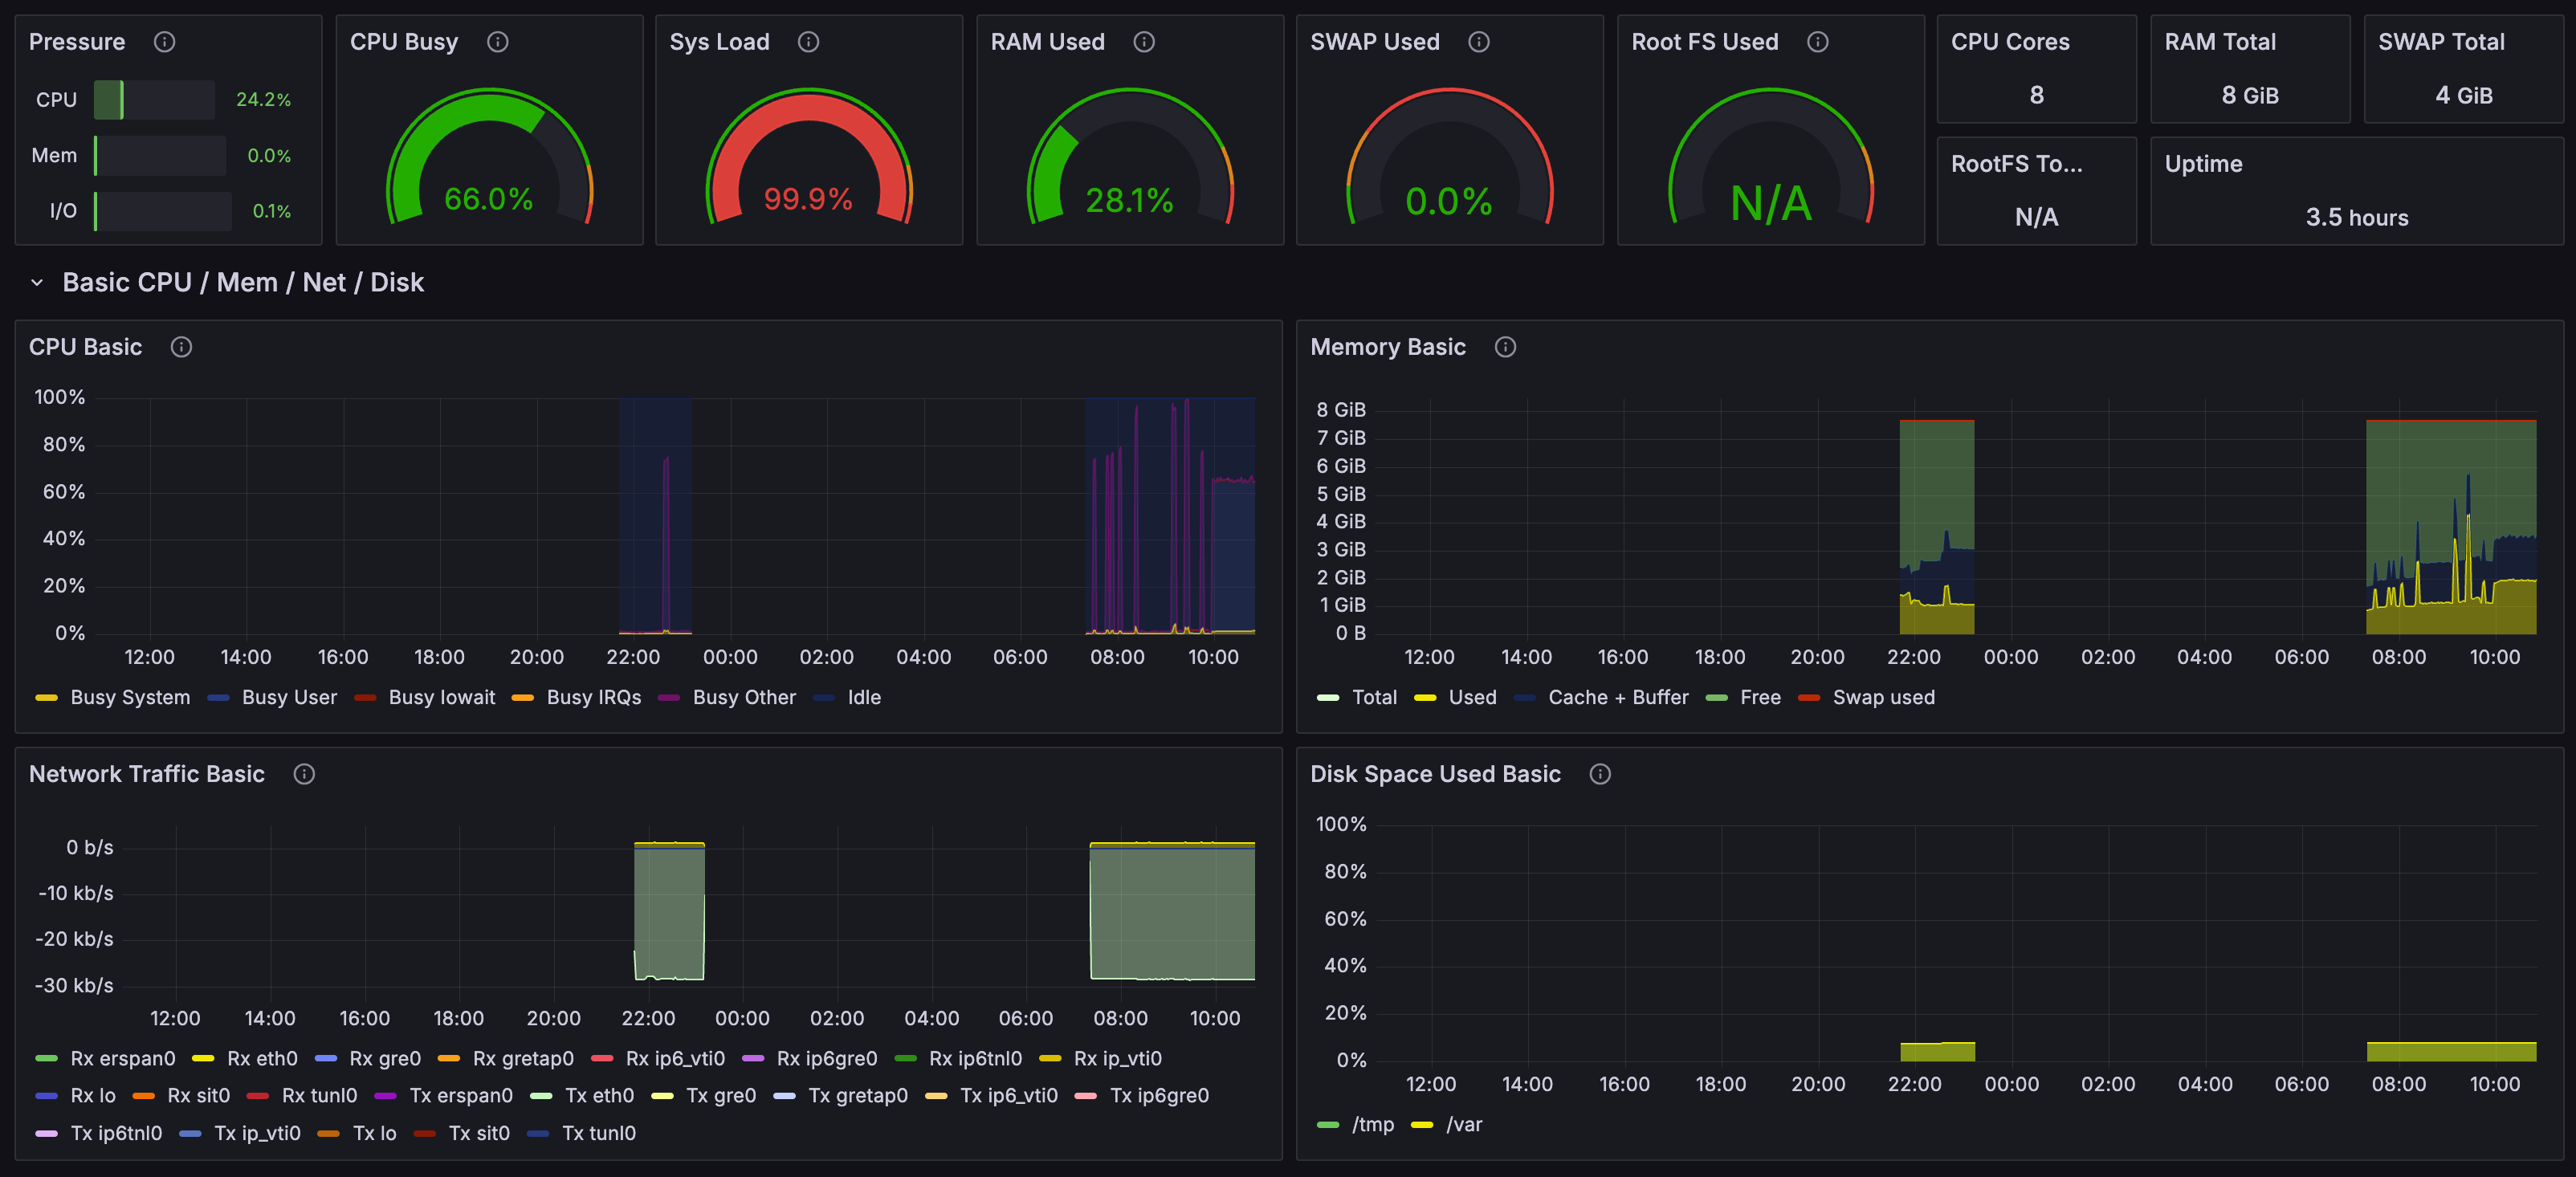 Pressure
CPU 24.2%
Mem 0.0%
I/O 0.1%
CPU Busy
66.0%
Sys Load
99.9%
RAM Used
28.1%
SWAP Used
0.0%
Root FS Used
N/A
CPU Cores
8
RAM Total
8 GiB
SWAP Total
4 GiB
RootFS To...
N/A
Uptime
3.5 hours
Basic CPU / Mem / Net / Disk
CPU Basic
100%
80%
60%
40%
20%
0%
12:00 14:00 16:00 18:00 20:00 22:00 00:00 02:00 04:00 06:00 08:00 10:00
Busy System Busy User Busy Iowait Busy IRQs Busy Other Idle
Memory Basic
8 GiB
7 GiB
6 GiB
5 GiB
4 GiB
3 GiB
2 GiB
1 GiB
0 B
12:00 14:00 16:00 18:00 20:00 22:00 00:00 02:00 04:00 06:00 08:00 10:00
Total Used Cache + Buffer Free Swap used
Network Traffic Basic
0 b/s
-10 kb/s
-20 kb/s
-30 kb/s
12:00 14:00 16:00 18:00 20:00 22:00 00:00 02:00 04:00 06:00 08:00 10:00
Rx erspan0 Rx eth0 Rx gre0 Rx gretap0 Rx ip6_vti0 Rx ip6gre0 Rx ip6tnl0 Rx ip_vti0
Rx lo Rx sit0 Rx tunl0 Tx erspan0 Tx eth0 Tx gre0 Tx gretap0 Tx ip6_vti0 Tx ip6gre0
Tx ip6tnl0 Tx ip_vti0 Tx lo Tx sit0 Tx tunl0
Disk Space Used Basic
100%
80%
60%
40%
20%
0%
12:00 14:00 16:00 18:00 20:00 22:00 00:00 02:00 04:00 06:00 08:00 10:00
/tmp /var